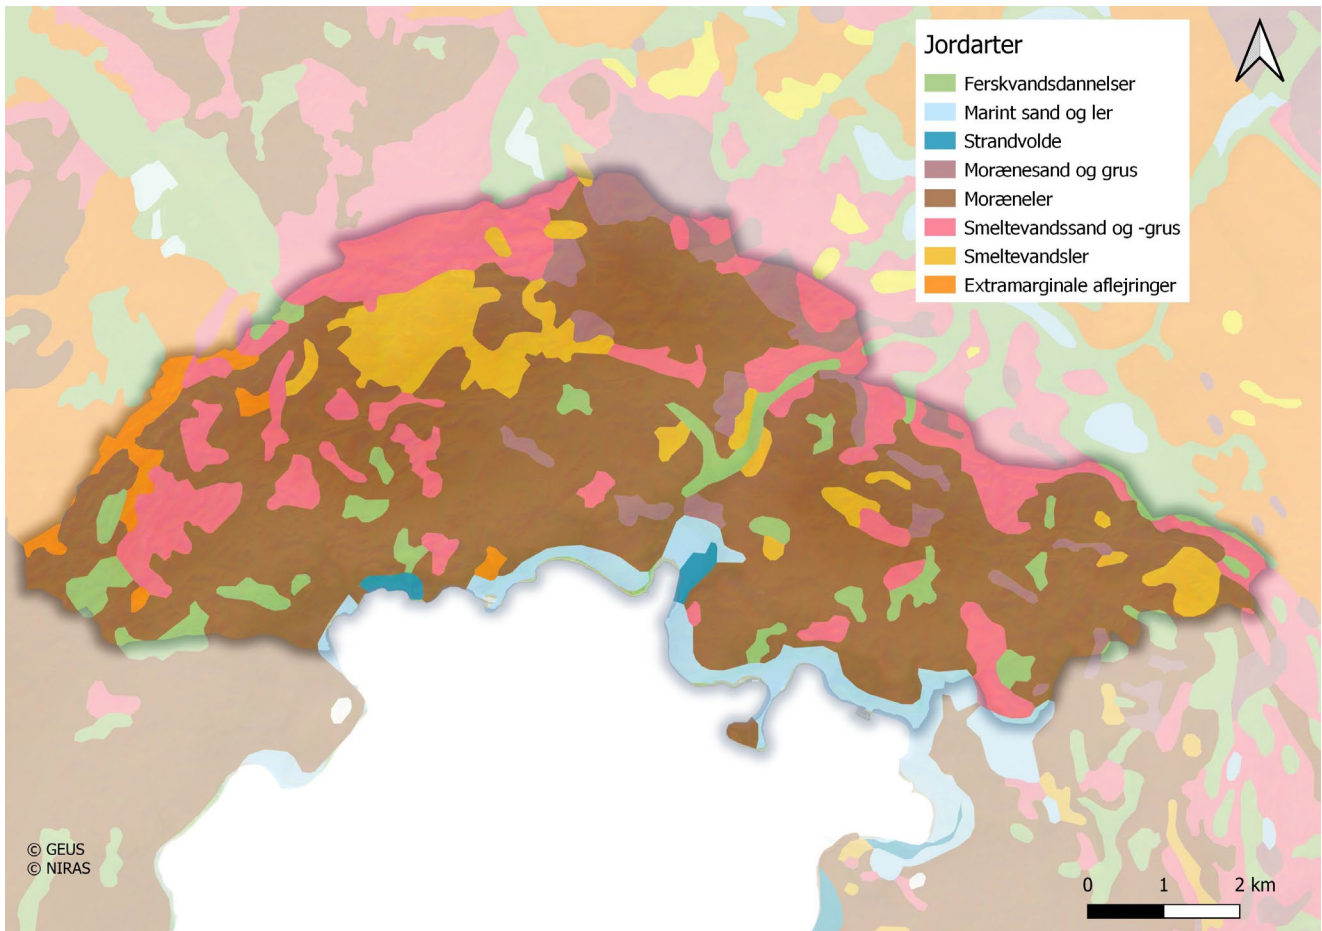 Jordarter
Ferskvandsdannelser
Marint sand og ler
Strandvolde
Morænesand og grus
Moræneler
Smeltevandssand og -grus
Smeltevandsler
Extramarginale aflejringer
© GEUS
© NIRAS
0 1 2 km